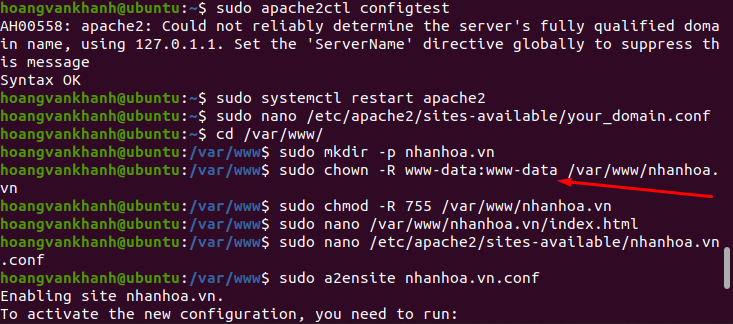 hoangvankhanh@ubuntu:~$ sudo apache2ctl configtest
AH00558: apache2: Could not reliably determine the server's fully qualified doma
in name, using 127.0.1.1. Set the 'ServerName' directive globally to suppress th
is message
Syntax OK
hoangvankhanh@ubuntu:~$ sudo systemctl restart apache2
hoangvankhanh@ubuntu:~$ sudo nano /etc/apache2/sites-available/your_domain.conf
hoangvankhanh@ubuntu:~$ cd /var/www/
hoangvankhanh@ubuntu:/var/www$ sudo mkdir -p nhanhoa.vn
hoangvankhanh@ubuntu:/var/www$ sudo chown -R www-data:www-data /var/www/nhanhoa.
vn
hoangvankhanh@ubuntu:/var/www$ sudo chmod -R 755 /var/www/nhanhoa.vn
hoangvankhanh@ubuntu:/var/www$ sudo nano /var/www/nhanhoa.vn/index.html
hoangvankhanh@ubuntu:/var/www$ sudo nano /etc/apache2/sites-available/nhanhoa.vn
.conf
hoangvankhanh@ubuntu:/var/www$ sudo a2ensite nhanhoa.vn.conf
Enabling site nhanhoa.vn.
To activate the new configuration, you need to run: